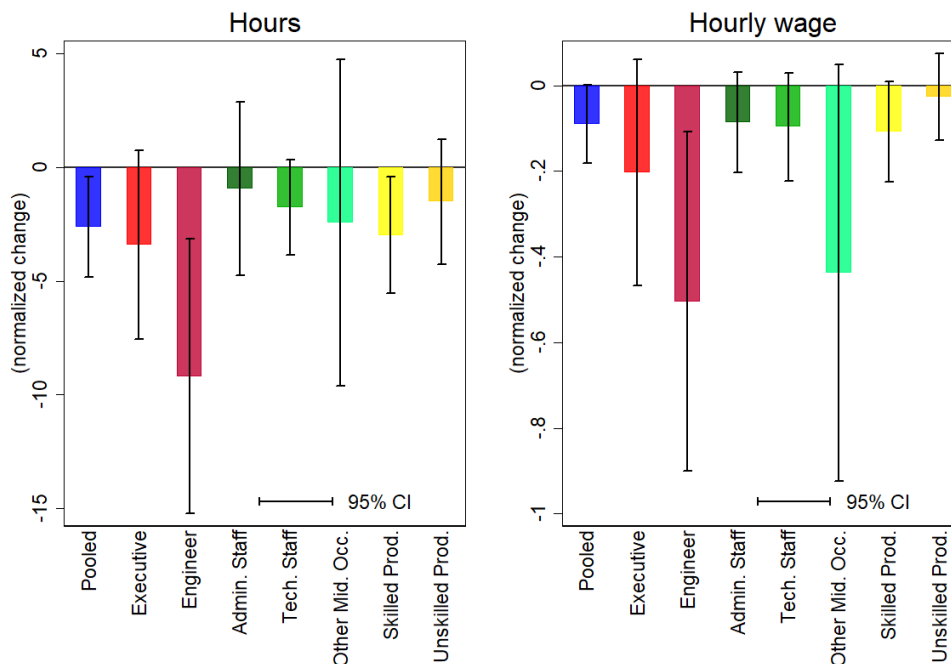 Hours
(normalized change)
5
0
-5
-10
-15
95% CI
Pooled
Executive
Engineer
Admin. Staff
Tech. Staff
Other Mid. Occ.
Skilled Prod.
Unskilled Prod.
Hourly wage
(normalized change)
0
-.2
-.4
-.6
-.8
-1
95% CI
Pooled
Executive
Engineer
Admin. Staff
Tech. Staff
Other Mid. Occ.
Skilled Prod.
Unskilled Prod.